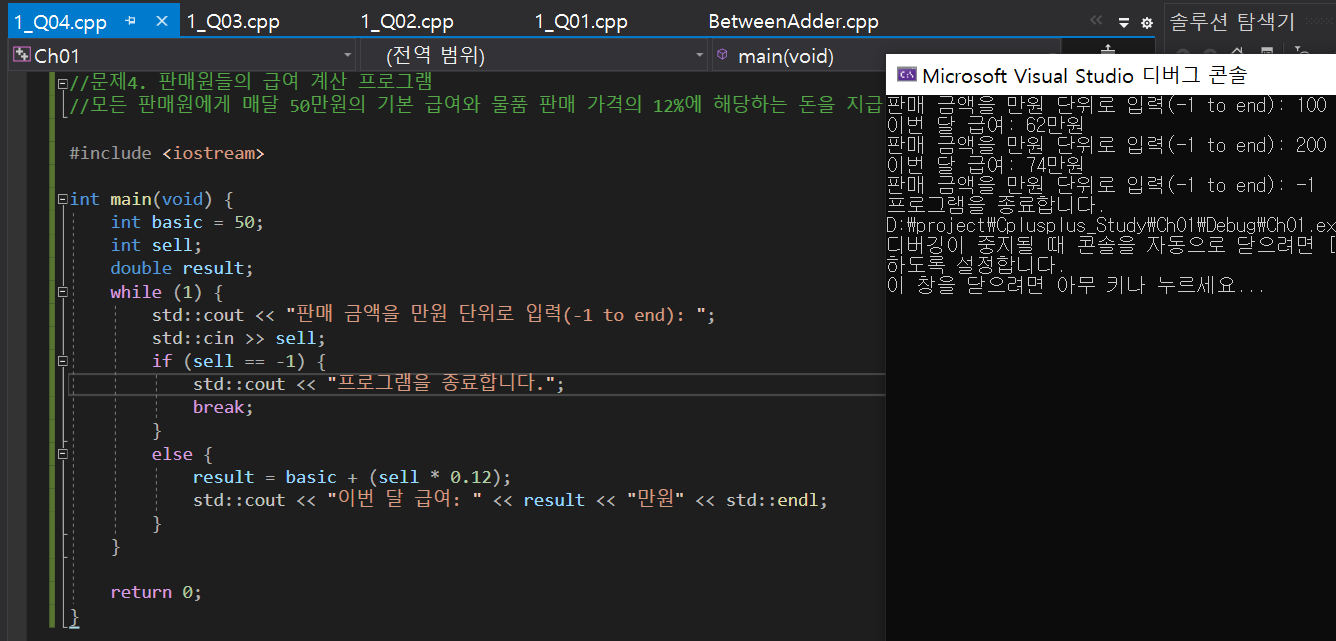 1_Q04.cpp 1_Q03.cpp 1_Q02.cpp 1_Q01.cpp BetweenAdder.cpp
솔루션 탐색기
Ch01 (전역 범위) main(void)
//문제4. 판매원들의 급여 계산 프로그램
//모든 판매원에게 매달 50만원의 기본 급여와 물품 판매 가격의 12%에 해당하는 돈을 지급
#include <iostream>
int main(void) {
int basic = 50;
int sell;
double result;
while (1) {
std::cout << "판매 금액을 만원 단위로 입력(-1 to end): ";
std::cin >> sell;
if (sell == -1) {
std::cout << "프로그램을 종료합니다.";
break;
}
else {
result = basic + (sell * 0.12);
std::cout << "이번 달 급여: " << result << "만원" << std::endl;
}
}
return 0;
}
Microsoft Visual Studio 디버그 콘솔
판매 금액을 만원 단위로 입력(-1 to end): 100
이번 달 급여: 62만원
판매 금액을 만원 단위로 입력(-1 to end): 200
이번 달 급여: 74만원
판매 금액을 만원 단위로 입력(-1 to end): -1
프로그램을 종료합니다.
D:\project\Cplusplus_Study\Ch01\Debug\Ch01.ex
디버깅이 중지될 때 콘솔을 자동으로 닫으려면
하도록 설정합니다.
이 창을 닫으려면 아무 키나 누르세요...